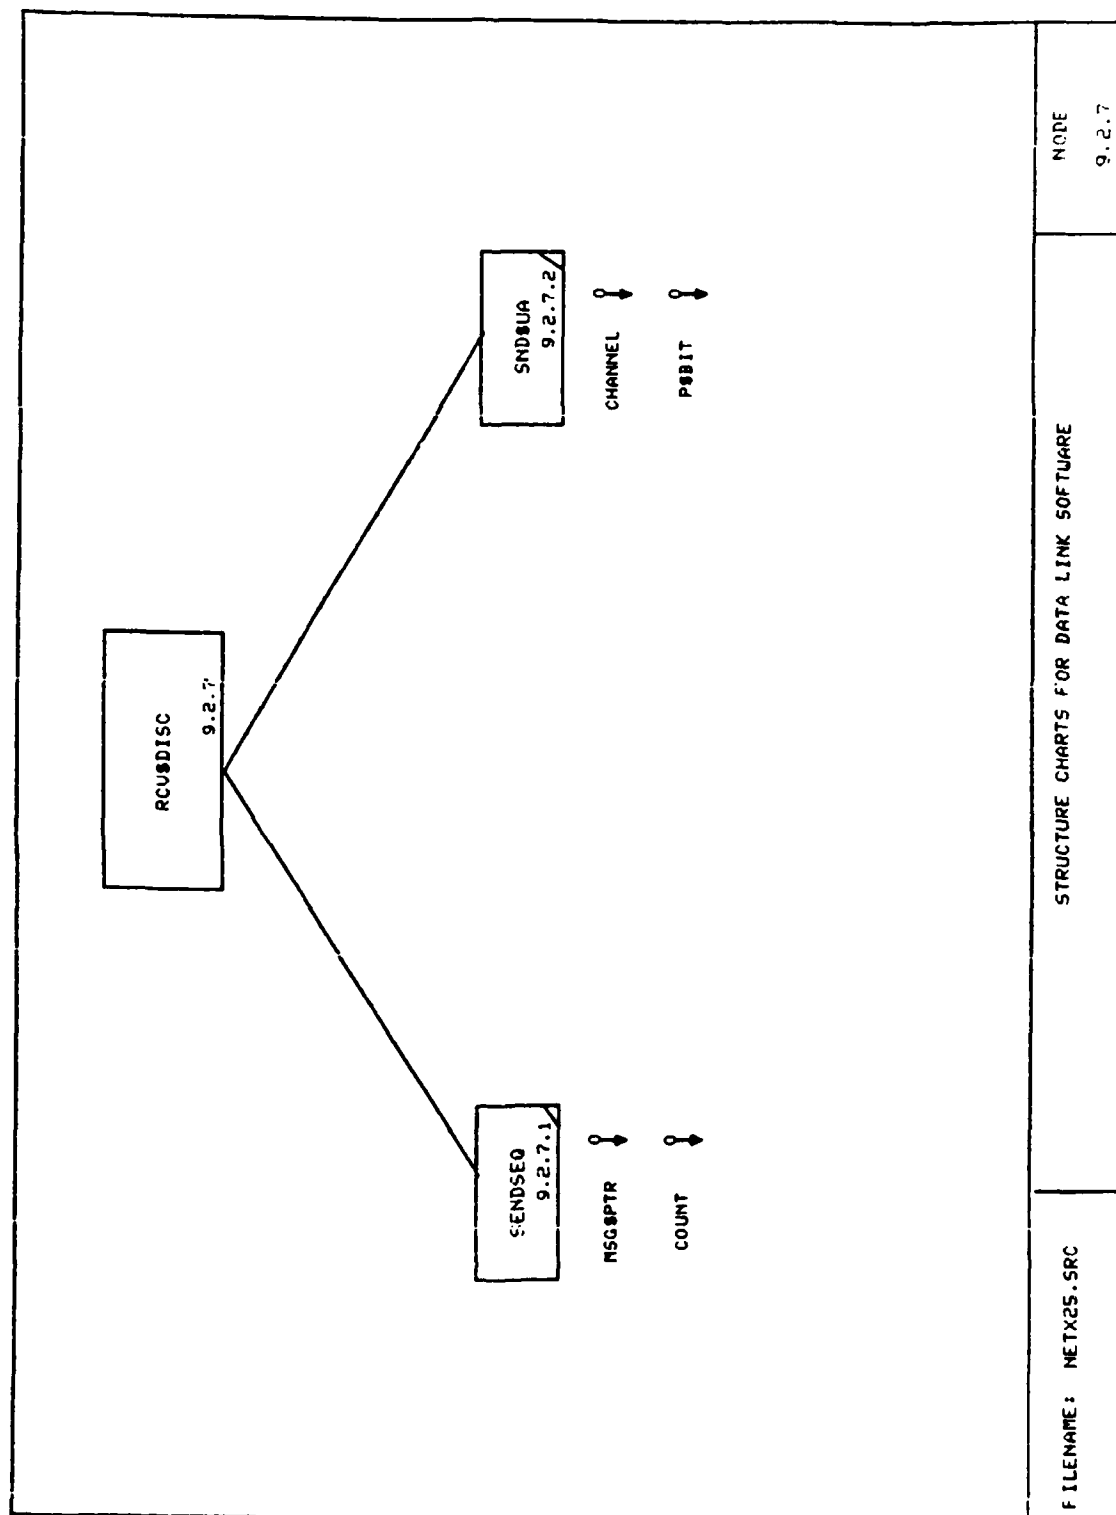 RCV$DISC
9.2.7
SENDSEQ
9.2.7.1
MSG$PTR
COUNT
SND$UA
9.2.7.2
CHANNEL
P$BIT
FILENAME: NETX25.SRC
STRUCTURE CHARTS FOR DATA LINK SOFTWARE
NODE
9.2.7